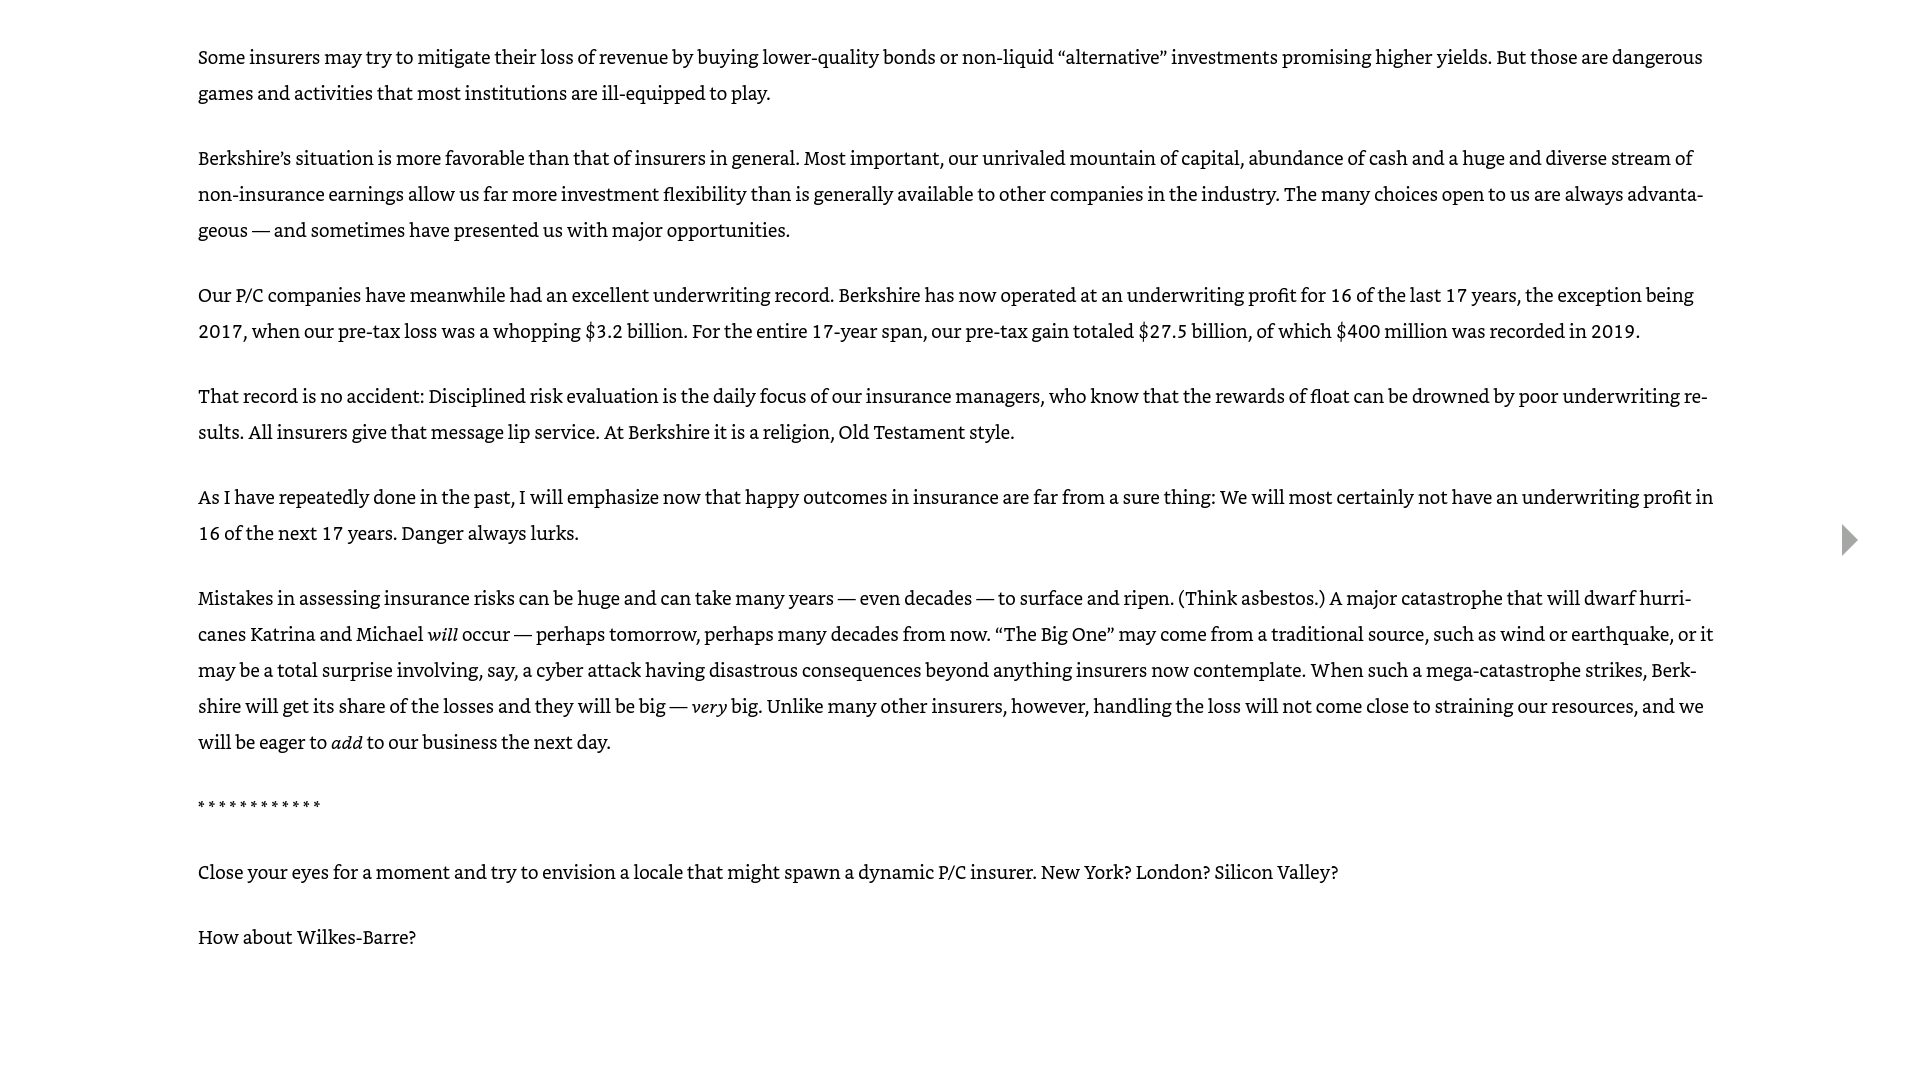 Some insurers may try to mitigate their loss of revenue by buying lower-quality bonds or non-liquid “alternative” investments promising higher yields. But those are dangerous
games and activities that most institutions are ill-equipped to play.
Berkshire’s situation is more favorable than that of insurers in general. Most important, our unrivaled mountain of capital, abundance of cash and a huge and diverse stream of
non-insurance earnings allow us far more investment flexibility than is generally available to other companies in the industry. The many choices open to us are always advanta-
geous — and sometimes have presented us with major opportunities.
Our P/C companies have meanwhile had an excellent underwriting record. Berkshire has now operated at an underwriting profit for 16 of the last 17 years, the exception being
2017, when our pre-tax loss was a whopping $3.2 billion. For the entire 17-year span, our pre-tax gain totaled $27.5 billion, of which $400 million was recorded in 2019.
That record is no accident: Disciplined risk evaluation is the daily focus of our insurance managers, who know that the rewards of float can be drowned by poor underwriting re-
sults. All insurers give that message lip service. At Berkshire it is a religion, Old Testament style.
As I have repeatedly done in the past, I will emphasize now that happy outcomes in insurance are far from a sure thing: We will most certainly not have an underwriting profit in
16 of the next 17 years. Danger always lurks.
Mistakes in assessing insurance risks can be huge and can take many years — even decades — to surface and ripen. (Think asbestos.) A major catastrophe that will dwarf hurri-
canes Katrina and Michael will occur — perhaps tomorrow, perhaps many decades from now. “The Big One” may come from a traditional source, such as wind or earthquake, or it
may be a total surprise involving, say, a cyber attack having disastrous consequences beyond anything insurers now contemplate. When such a mega-catastrophe strikes, Berk-
shire will get its share of the losses and they will be big — very big. Unlike many other insurers, however, handling the loss will not come close to straining our resources, and we
will be eager to add to our business the next day.
* * * * * * * * * * * *
Close your eyes for a moment and try to envision a locale that might spawn a dynamic P/C insurer. New York? London? Silicon Valley?
How about Wilkes-Barre?